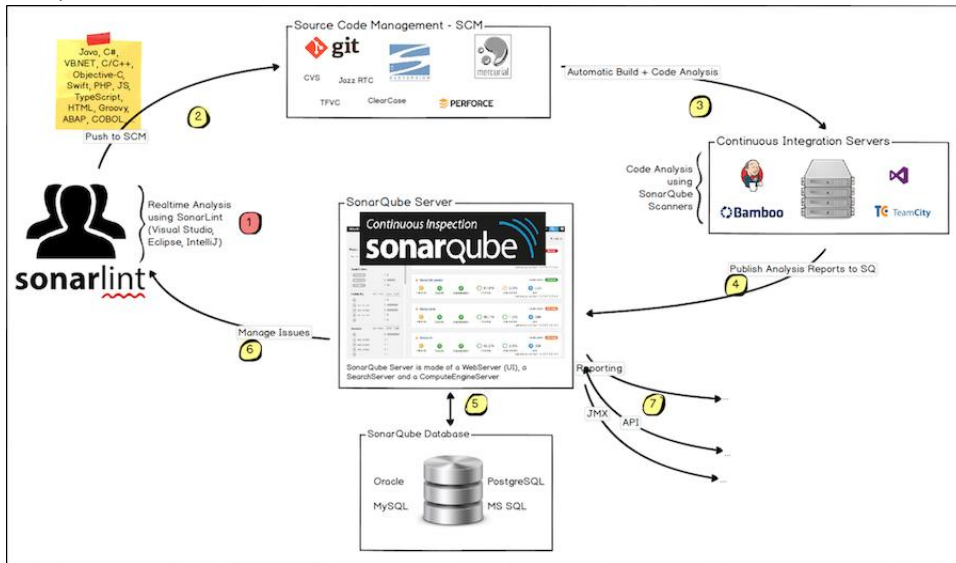 Source Code Management - SCM
git
CVS
Jazz RTC
SUBVERSION
mercurial
TFVC
ClearCase
PERFORCE
Java, C#,
VB.NET, C/C++,
Objective-C,
Swift, PHP, JS,
TypeScript,
HTML, Groovy,
ABAP, COBOL, ...
2
Push to SCM
Automatic Build + Code Analysis
3
Continuous Integration Servers
Code Analysis
using
SonarQube
Scanners
Bamboo
TC TeamCity
Realtime Analysis
using SonarLint
(Visual Studio,
Eclipse, IntelliJ)
1
sonarlint
SonarQube Server
Continuous Inspection
sonarqube
SonarQube Server is made of a WebServer (UI), a
SearchServer and a ComputeEngineServer
Publish Analysis Reports to SQ
4
Manage Issues
6
Reporting
7
JMX
API
...
...
...
5
SonarQube Database
Oracle
PostgreSQL
MySQL
MS SQL